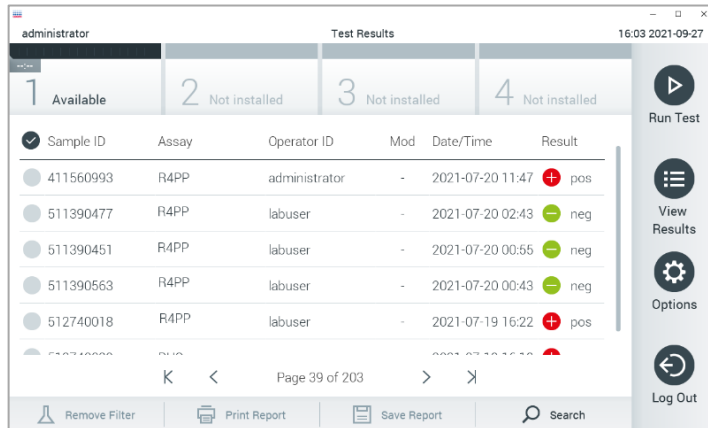 administrator Test Results 16:03 2021-09-27
--:--
1 Available 2 Not installed 3 Not installed 4 Not installed
Run Test
Sample ID Assay Operator ID Mod Date/Time Result
411560993 R4PP administrator - 2021-07-20 11:47 pos
511390477 R4PP labuser - 2021-07-20 02:43 neg
View Results
511390451 R4PP labuser - 2021-07-20 00:55 neg
511390563 R4PP labuser - 2021-07-20 00:43 neg
Options
512740018 R4PP labuser - 2021-07-19 16:22 pos
Page 39 of 203
Log Out
Remove Filter Print Report Save Report Search